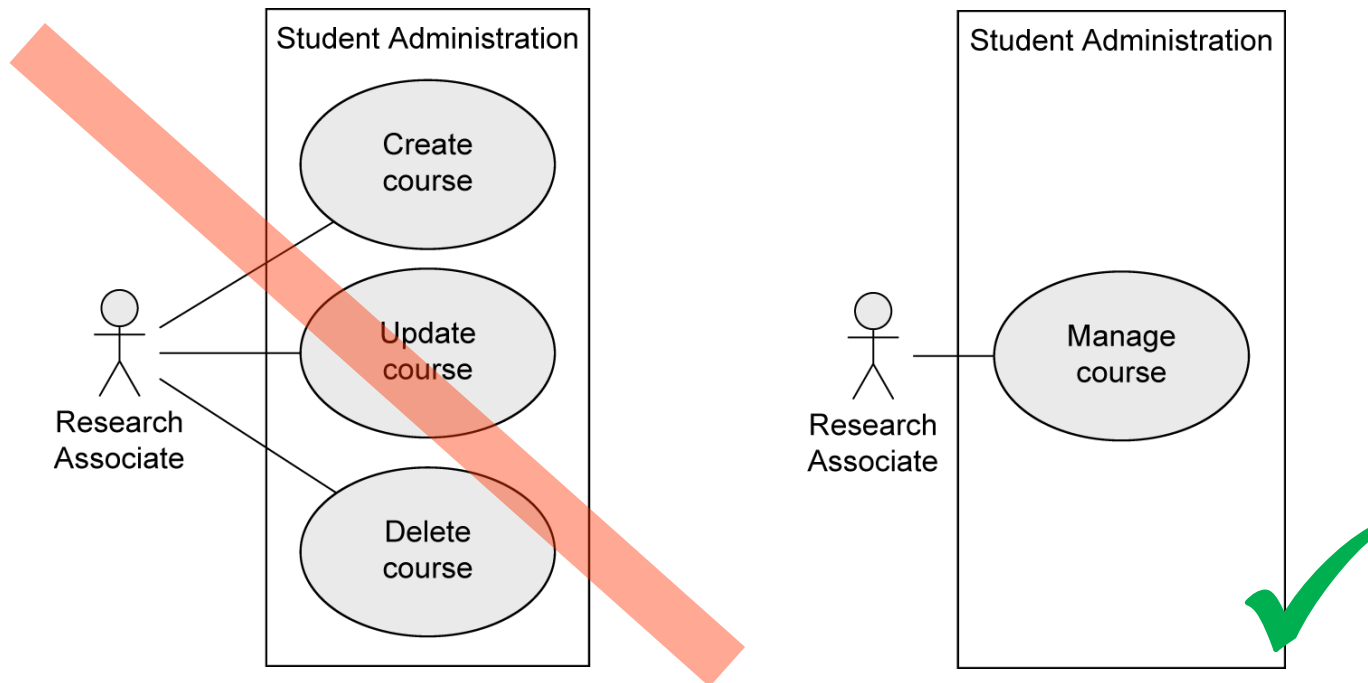 Student Administration
Create
course
Update
course
Delete
course
Research
Associate
Student Administration
Manage
course
Research
Associate